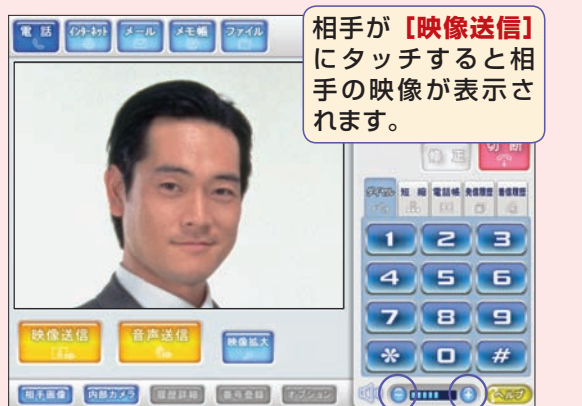 電話 インターネット メール メモ帳 ファイル
相手が［映像送信］
にタッチすると相
手の映像が表示さ
れます。
切断
ダイヤル 短縮 電話帳 発信履歴 着信履歴
1 2 3
4 5 6
7 8 9
* 0 #
映像送信 音声送信 映像拡大
相手画像 内部カメラ 履歴詳細 番号登録 オプション
ヘルプ